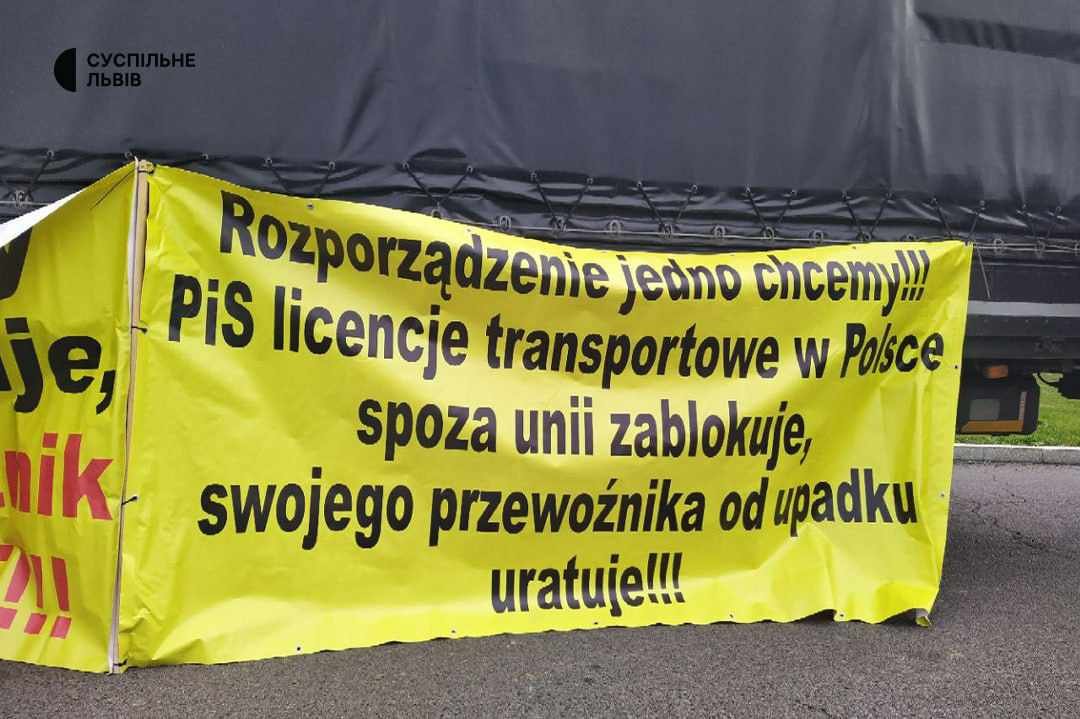 СУСПІЛЬНЕ
ЛЬВІВ
Rozporządzenie jedno chcemy!!!
PiS licencje transportowe w Polsce
spoza unii zablokuje,
swojego przewoźnika od upadku
uratuje!!!